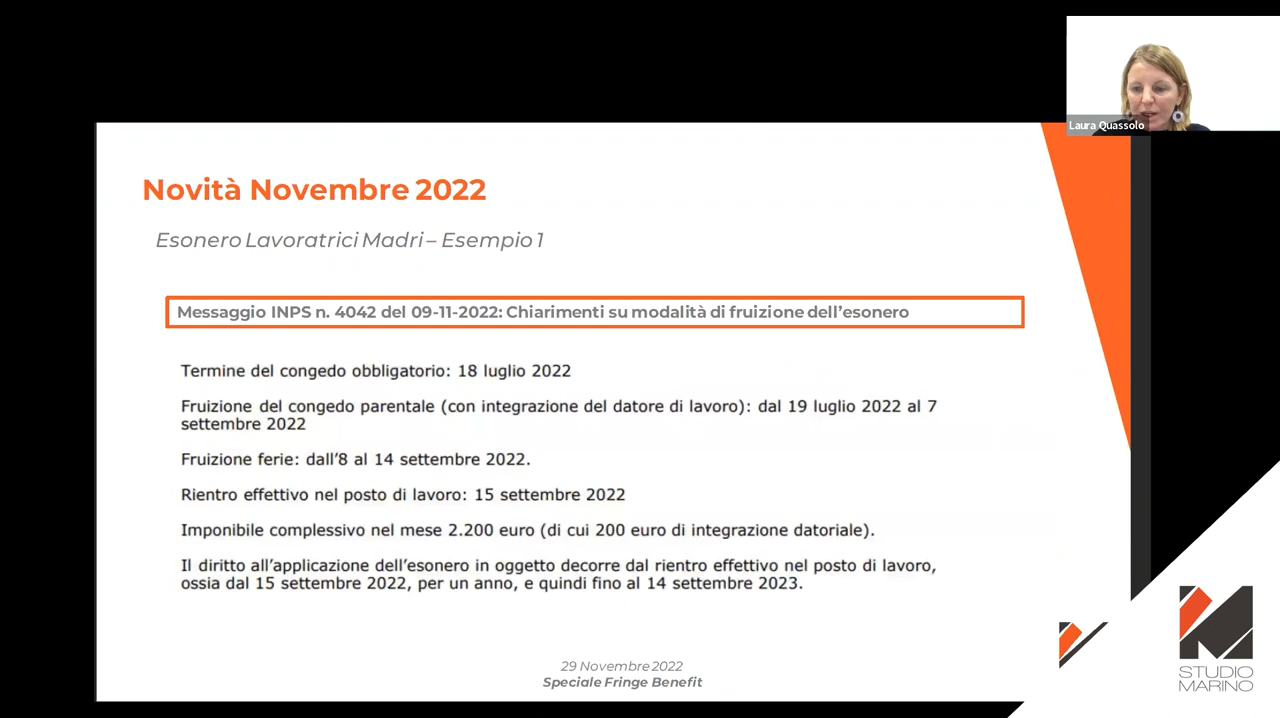 Laura Quassolo
Novità Novembre 2022
Esonero Lavoratrici Madri – Esempio 1
Messaggio INPS n. 4042 del 09-11-2022: Chiarimenti su modalità di fruizione dell'esonero
Termine del congedo obbligatorio: 18 luglio 2022
Fruizione del congedo parentale (con integrazione del datore di lavoro): dal 19 luglio 2022 al 7
settembre 2022
Fruizione ferie: dall'8 al 14 settembre 2022.
Rientro effettivo nel posto di lavoro: 15 settembre 2022
Imponibile complessivo nel mese 2.200 euro (di cui 200 euro di integrazione datoriale).
Il diritto all'applicazione dell'esonero in oggetto decorre dal rientro effettivo nel posto di lavoro,
ossia dal 15 settembre 2022, per un anno, e quindi fino al 14 settembre 2023.
29 Novembre 2022
Speciale Fringe Benefit
STUDIO
MARINO